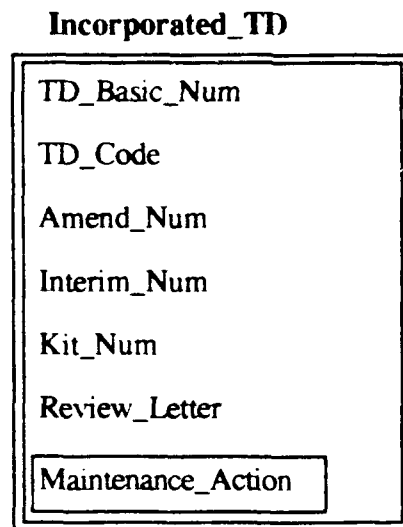 Incorporated_TD
TD_Basic_Num
TD_Code
Amend_Num
Interim_Num
Kit_Num
Review_Letter
Maintenance_Action